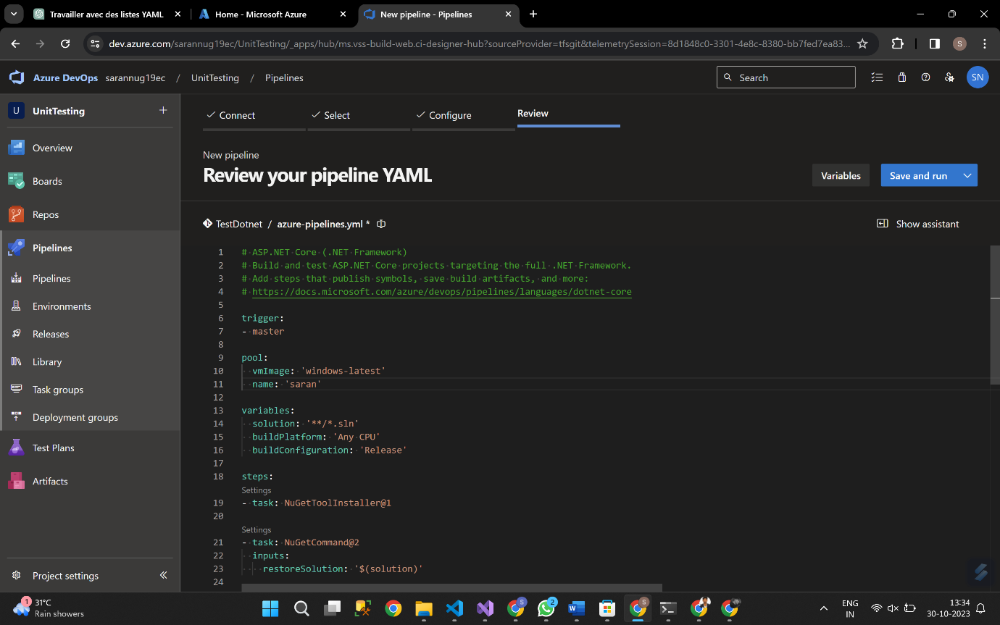 Travailler avec des listes YAML
Home - Microsoft Azure
New pipeline - Pipelines
dev.azure.com/sarannug19ec/UnitTesting/_apps/hub/ms.vss-build-web.ci-designer-hub?sourceProvider=tfsgit&telemetrySession=8d1848c0-3301-4e8c-8380-bb7fed7ea83...
S
Azure DevOps sarannug19ec / UnitTesting / Pipelines
Search
SN
U UnitTesting
Overview
Boards
Repos
Pipelines
Pipelines
Environments
Releases
Library
Task groups
Deployment groups
Test Plans
Artifacts
Project settings
Connect
Select
Configure
Review
New pipeline
Review your pipeline YAML
Variables
Save and run
TestDotnet / azure-pipelines.yml *
Show assistant
1 # ASP.NET Core (.NET Framework)
2 # Build and test ASP.NET Core projects targeting the full .NET Framework.
3 # Add steps that publish symbols, save build artifacts, and more:
4 # https://docs.microsoft.com/azure/devops/pipelines/languages/dotnet-core
5
6 trigger:
7 - master
8
9 pool:
10 vmImage: 'windows-latest'
11 name: 'saran'
12
13 variables:
14 solution: '**/*.sln'
15 buildPlatform: 'Any CPU'
16 buildConfiguration: 'Release'
17
18 steps:
Settings
19 - task: NuGetToolInstaller@1
20
Settings
21 - task: NuGetCommand@2
22 inputs:
23 restoreSolution: '$(solution)'
24
1
31°C
Rain showers
S
2
S
ENG
IN
13:34
30-10-2023